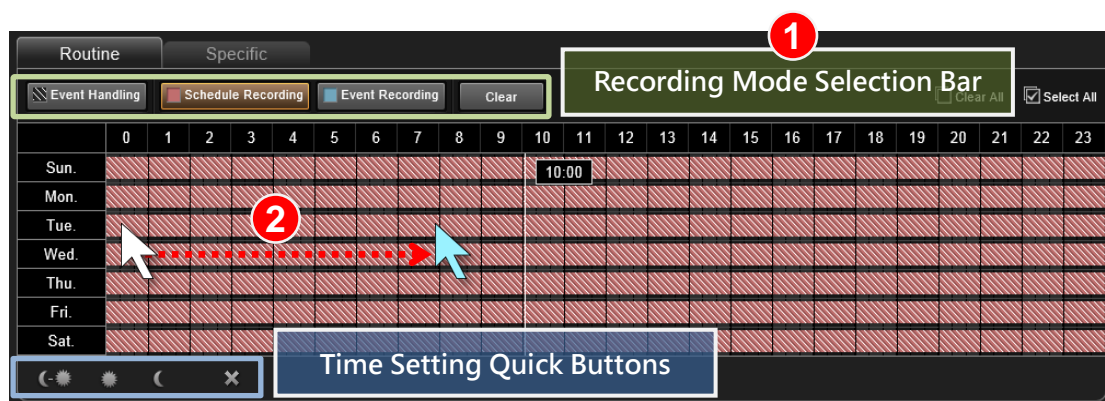 1
Routine Specific
Recording Mode Selection Bar
Event Handling Schedule Recording Event Recording Clear Clear All Select All
0 1 2 3 4 5 6 7 8 9 10 11 12 13 14 15 16 17 18 19 20 21 22 23
Sun. 10:00
Mon.
Tue. 2
Wed.
Thu.
Fri.
Sat.
Time Setting Quick Buttons